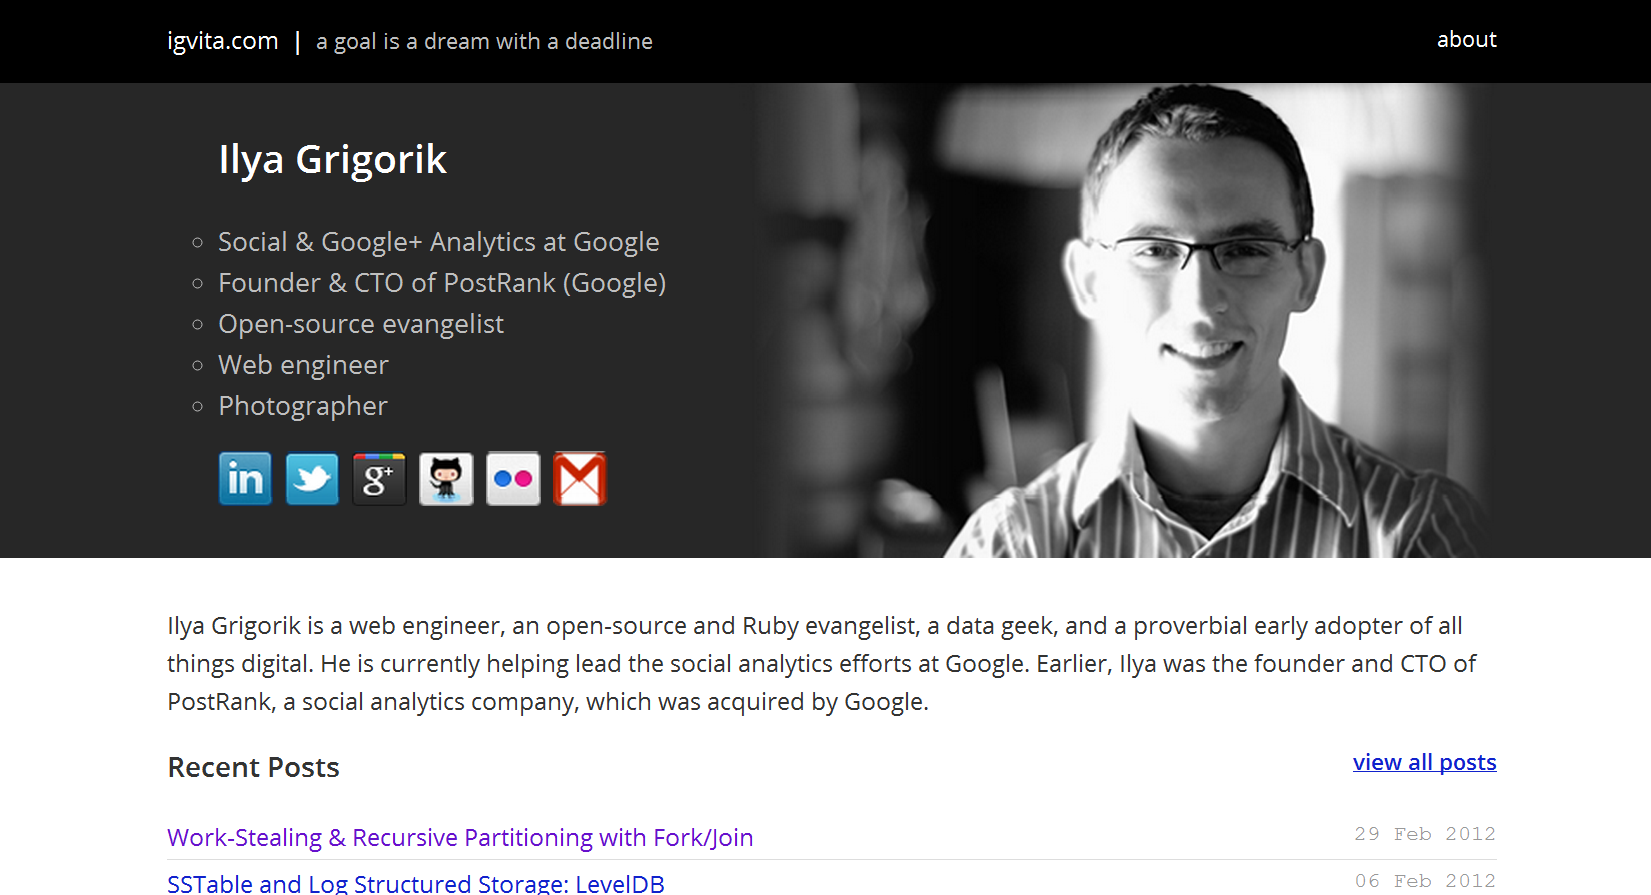 igvita.com | a goal is a dream with a deadline
about
Ilya Grigorik
Social & Google+ Analytics at Google
Founder & CTO of PostRank (Google)
Open-source evangelist
Web engineer
Photographer
in
g+
Ilya Grigorik is a web engineer, an open-source and Ruby evangelist, a data geek, and a proverbial early adopter of all
things digital. He is currently helping lead the social analytics efforts at Google. Earlier, Ilya was the founder and CTO of
PostRank, a social analytics company, which was acquired by Google.
Recent Posts
view all posts
Work-Stealing & Recursive Partitioning with Fork/Join
29 Feb 2012
SSTable and Log Structured Storage: LevelDB
06 Feb 2012